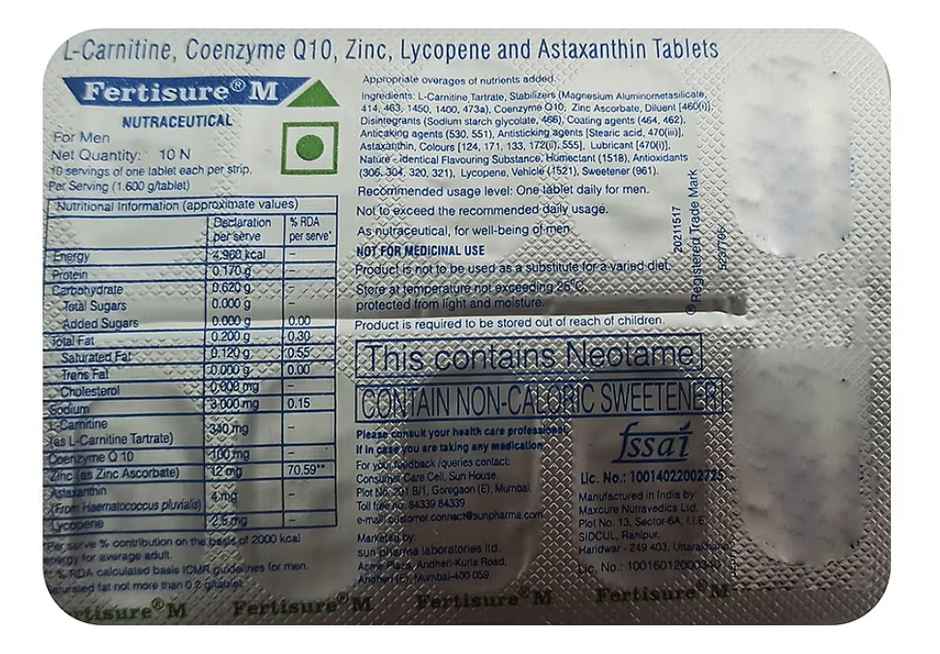 L-Carnitine, Coenzyme Q10, Zinc, Lycopene and Astaxanthin Tablets
Fertisure® M
NUTRACEUTICAL
For Men
Net Quantity: 10 N
10 servings of one tablet each per strip.
Per Serving (1.600 g/tablet)
Nutritional Information (approximate values)
Declaration per serve % RDA per serve*
Energy 4.960 kcal –
Protein 0.170 g –
Carbohydrate 0.620 g –
Total Sugars 0.000 g –
Added Sugars 0.000 g 0.00
Total Fat 0.200 g 0.30
Saturated Fat 0.120 g 0.55
Trans Fat 0.000 g 0.00
Cholesterol 0.000 mg –
Sodium 3.000 mg 0.15
L-Carnitine
(as L-Carnitine Tartrate) 340 mg –
Coenzyme Q 10 100 mg –
Zinc (as Zinc Ascorbate) 12 mg 70.59**
Astaxanthin
(From Haematococcus pluvialis) 4 mg –
Lycopene 2.5 mg –
*Per serve % contribution on the basis of 2000 kcal
energy for average adult.
% RDA calculated basis ICMR guidelines for men.
fat not more than 0.2 g/tablet
Appropriate overages of nutrients added.
Ingredients: L-Carnitine Tartrate, Stabilizers (Magnesium Aluminometasilicate,
414, 463, 1450, 1400, 473a), Coenzyme Q10, Zinc Ascorbate, Diluent [460(i)],
Disintegrants (Sodium starch glycolate, 466), Coating agents (464, 462),
Anticaking agents (530, 551), Antisticking agents [Stearic acid, 470(iii)],
Astaxanthin, Colours [124, 171, 133, 172(ii), 555], Lubricant [470(i)],
Nature - Identical Flavouring Substance, Humectant (1518), Antioxidants
(306, 304, 320, 321), Lycopene, Vehicle (1521), Sweetener (961).
Recommended usage level: One tablet daily for men.
Not to exceed the recommended daily usage.
As nutraceutical, for well-being of men
NOT FOR MEDICINAL USE
Product is not to be used as a substitute for a varied diet.
Store at temperature not exceeding 25°C,
protected from light and moisture.
Product is required to be stored out of reach of children.
20211517
® Registered Trade Mark
This contains Neotame
CONTAIN NON-CALORIC SWEETENER
Please consult your health care professional
If in case you are taking any medication.
For your feedback /queries contact:
Consumer Care Cell, Sun House,
Plot No. 201 B/1, Goregaon (E), Mumbai.
Toll free no. 84339 84339
e-mail:customer.connect@sunpharma.com
Marketed by:
sun pharma laboratories ltd.
Acme Plaza, Andheri-Kurla Road,
Andheri (E), Mumbai-400 059.
fssai
Lic. No.: 10014022002725
Manufactured in India by
Maxcure Nutravedics Ltd.
Plot No. 13, Sector-6A, I.I.E.
SIDCUL, Ranipur,
Haridwar - 249 403, Uttarakhand
Lic. No.:
Fertisure® M Fertisure® M Fertisure® M